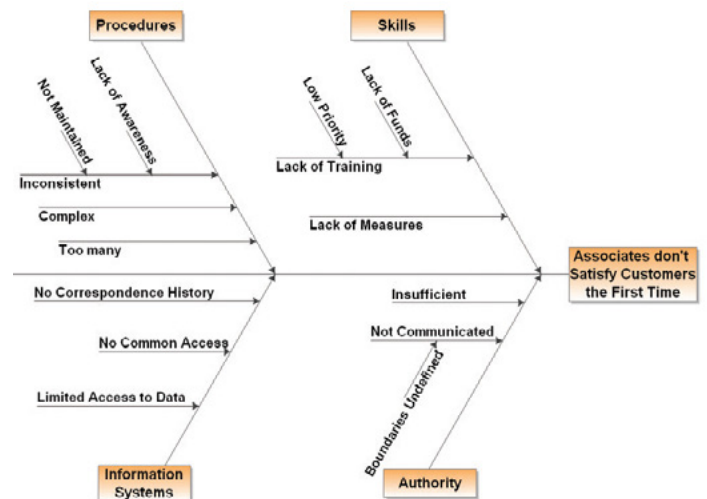 Procedures
Skills
Not Maintained
Lack of Awareness
Low Priority
Lack of Funds
Inconsistent
Lack of Training
Complex
Lack of Measures
Too many
Associates don't
Satisfy Customers
the First Time
No Correspondence History
Insufficient
Not Communicated
No Common Access
Boundaries Undefined
Limited Access to Data
Information
Systems
Authority